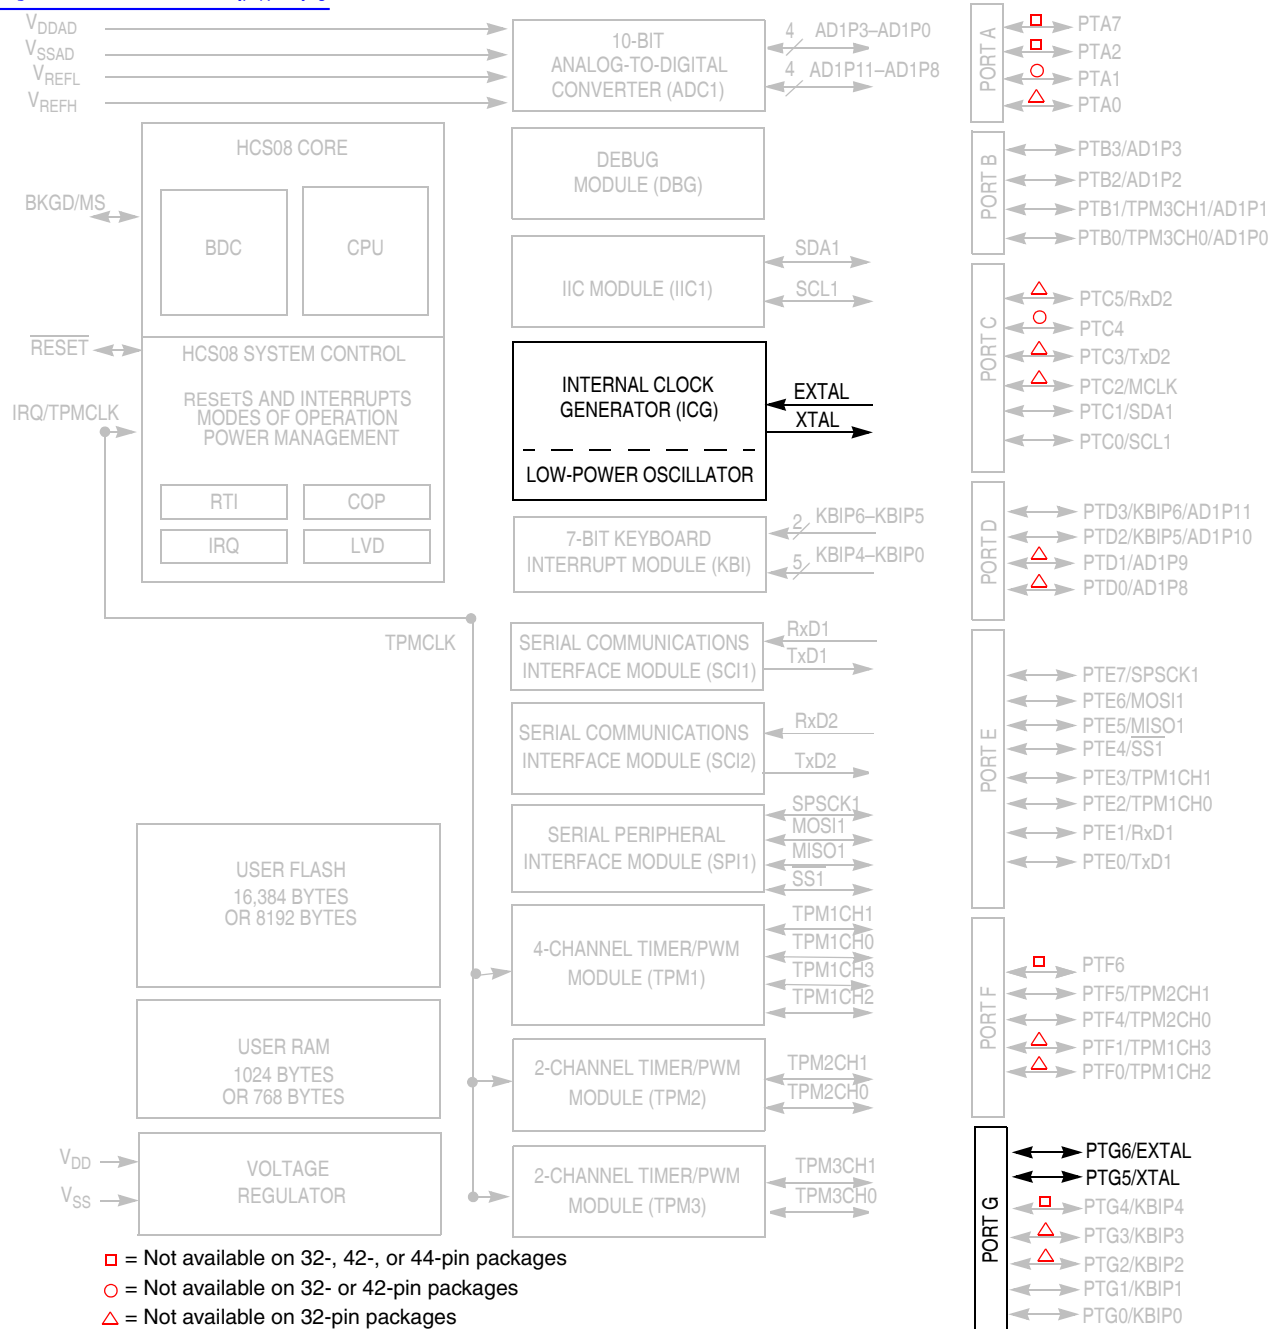 V_DDAD
V_SSAD
V_REFL
V_REFH
10-BIT
ANALOG-TO-DIGITAL
CONVERTER (ADC1)
4 AD1P3–AD1P0
4 AD1P11–AD1P8
HCS08 CORE
BDC
CPU
BKGD/MS
DEBUG
MODULE (DBG)
IIC MODULE (IIC1)
SDA1
SCL1
RESET
HCS08 SYSTEM CONTROL
RESETS AND INTERRUPTS
MODES OF OPERATION
POWER MANAGEMENT
IRQ/TPMCLK
RTI
COP
IRQ
LVD
INTERNAL CLOCK
GENERATOR (ICG)
LOW-POWER OSCILLATOR
EXTAL
XTAL
7-BIT KEYBOARD
INTERRUPT MODULE (KBI)
2 KBIP6–KBIP5
5 KBIP4–KBIP0
TPMCLK
SERIAL COMMUNICATIONS
INTERFACE MODULE (SCI1)
RxD1
TxD1
SERIAL COMMUNICATIONS
INTERFACE MODULE (SCI2)
RxD2
TxD2
SERIAL PERIPHERAL
INTERFACE MODULE (SPI1)
SPSCK1
MOSI1
MISO1
SS1
USER FLASH
16,384 BYTES
OR 8192 BYTES
4-CHANNEL TIMER/PWM
MODULE (TPM1)
TPM1CH1
TPM1CH0
TPM1CH3
TPM1CH2
USER RAM
1024 BYTES
OR 768 BYTES
2-CHANNEL TIMER/PWM
MODULE (TPM2)
TPM2CH1
TPM2CH0
V_DD
V_SS
VOLTAGE
REGULATOR
2-CHANNEL TIMER/PWM
MODULE (TPM3)
TPM3CH1
TPM3CH0
PORT A
PTA7
PTA2
PTA1
PTA0
PORT B
PTB3/AD1P3
PTB2/AD1P2
PTB1/TPM3CH1/AD1P1
PTB0/TPM3CH0/AD1P0
PORT C
PTC5/RxD2
PTC4
PTC3/TxD2
PTC2/MCLK
PTC1/SDA1
PTC0/SCL1
PORT D
PTD3/KBIP6/AD1P11
PTD2/KBIP5/AD1P10
PTD1/AD1P9
PTD0/AD1P8
PORT E
PTE7/SPSCK1
PTE6/MOSI1
PTE5/MISO1
PTE4/SS1
PTE3/TPM1CH1
PTE2/TPM1CH0
PTE1/RxD1
PTE0/TxD1
PORT F
PTF6
PTF5/TPM2CH1
PTF4/TPM2CH0
PTF1/TPM1CH3
PTF0/TPM1CH2
PORT G
PTG6/EXTAL
PTG5/XTAL
PTG4/KBIP4
PTG3/KBIP3
PTG2/KBIP2
PTG1/KBIP1
PTG0/KBIP0
= Not available on 32-, 42-, or 44-pin packages
= Not available on 32- or 42-pin packages
= Not available on 32-pin packages